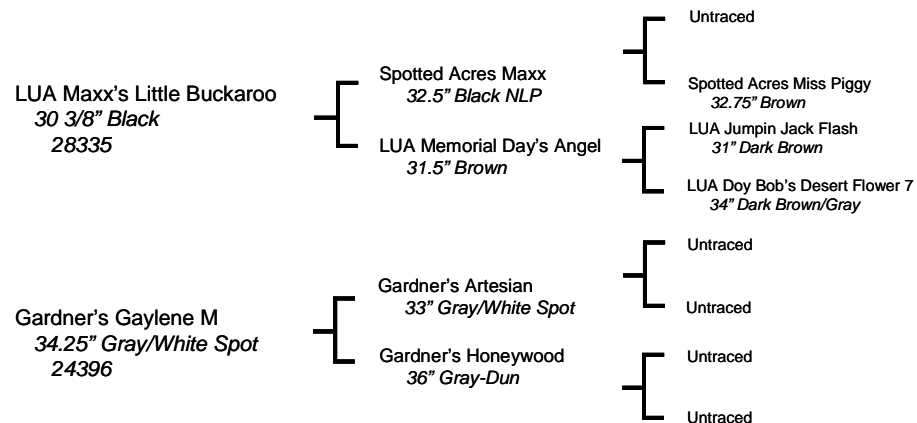 Untraced
Spotted Acres Maxx
32.5” Black NLP
LUA Maxx’s Little Buckaroo
30 3/8” Black
28335
Spotted Acres Miss Piggy
32.75” Brown
LUA Jumpin Jack Flash
31” Dark Brown
LUA Memorial Day’s Angel
31.5” Brown
LUA Doy Bob’s Desert Flower 7
34” Dark Brown/Gray
Untraced
Gardner’s Artesian
33” Gray/White Spot
Untraced
Gardner’s Gaylene M
34.25” Gray/White Spot
24396
Gardner’s Honeywood
36” Gray-Dun
Untraced
Untraced